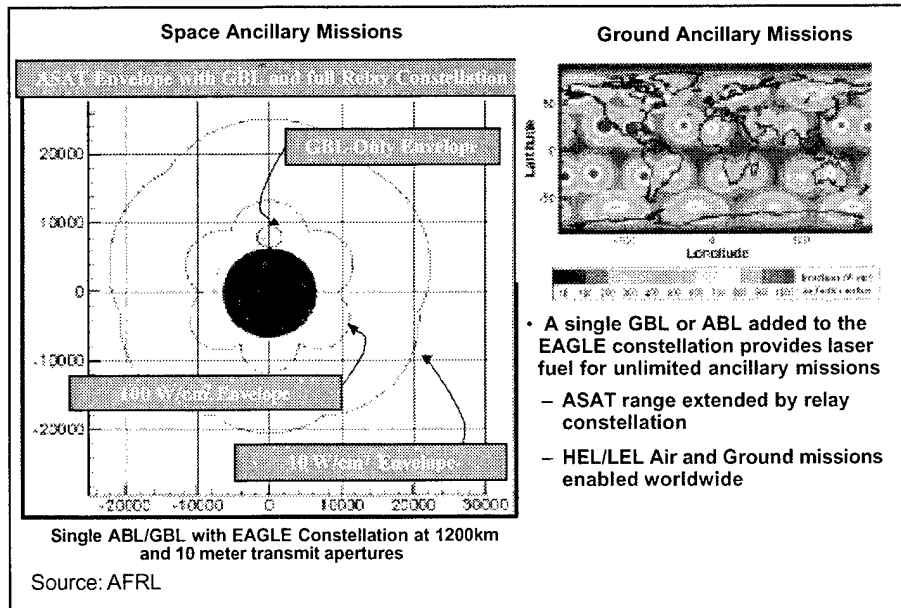 Space Ancillary Missions
ASAT Envelope with GBL and full Relay Constellation
20000
10000
0
-10000
-20000
GBL-Only Envelope
100 W/cm² Envelope
10 W/cm² Envelope
-20000 -10000 0 10000 20000 30000
Single ABL/GBL with EAGLE Constellation at 1200km
and 10 meter transmit apertures
Source: AFRL
Ground Ancillary Missions
Latitude
0
0
Longitude
• A single GBL or ABL added to the
EAGLE constellation provides laser
fuel for unlimited ancillary missions
– ASAT range extended by relay
constellation
– HEL/LEL Air and Ground missions
enabled worldwide